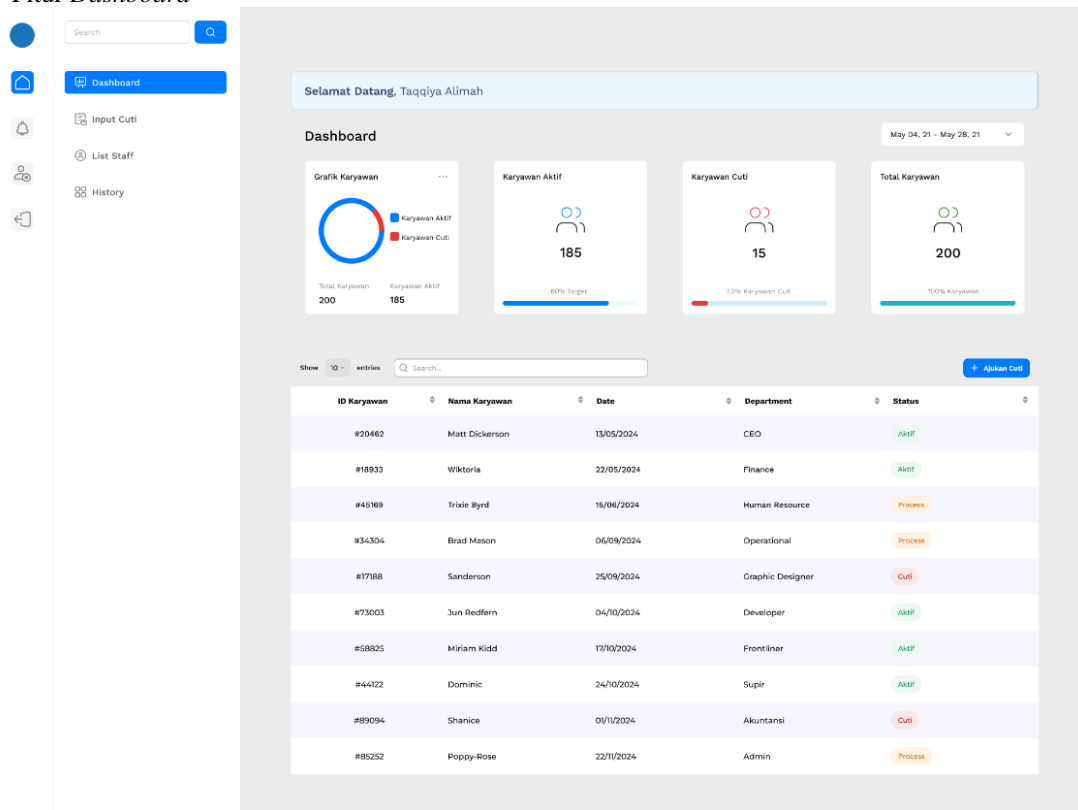 Fitur Dashboard
Search
Dashboard
Input Cuti
List Staff
History
Selamat Datang, Taqqiya Alimah
Dashboard
May 04, 21 - May 28, 21
Grafik Karyawan ...
Karyawan Aktif
Karyawan Cuti
Total Karyawan 200
Karyawan Aktif 185
Karyawan Aktif
185
60% Target
Karyawan Cuti
15
7,5% Karyawan Cuti
Total Karyawan
200
100% Karyawan
Show 10 entries Search.. + Ajukan Cuti
ID Karyawan Nama Karyawan Date Department Status
#20462 Matt Dickerson 13/05/2024 CEO Aktif
#18933 Wiktoria 22/05/2024 Finance Aktif
#45169 Trixie Byrd 15/06/2024 Human Resource Process
#34304 Brad Mason 06/09/2024 Operational Process
#17188 Sanderson 25/09/2024 Graphic Designer Cuti
#73003 Jun Redfern 04/10/2024 Developer Aktif
#58825 Miriam Kidd 17/10/2024 Frontliner Aktif
#44122 Dominic 24/10/2024 Supir Aktif
#89094 Shanice 01/11/2024 Akuntansi Cuti
#85252 Poppy-Rose 22/11/2024 Admin Process